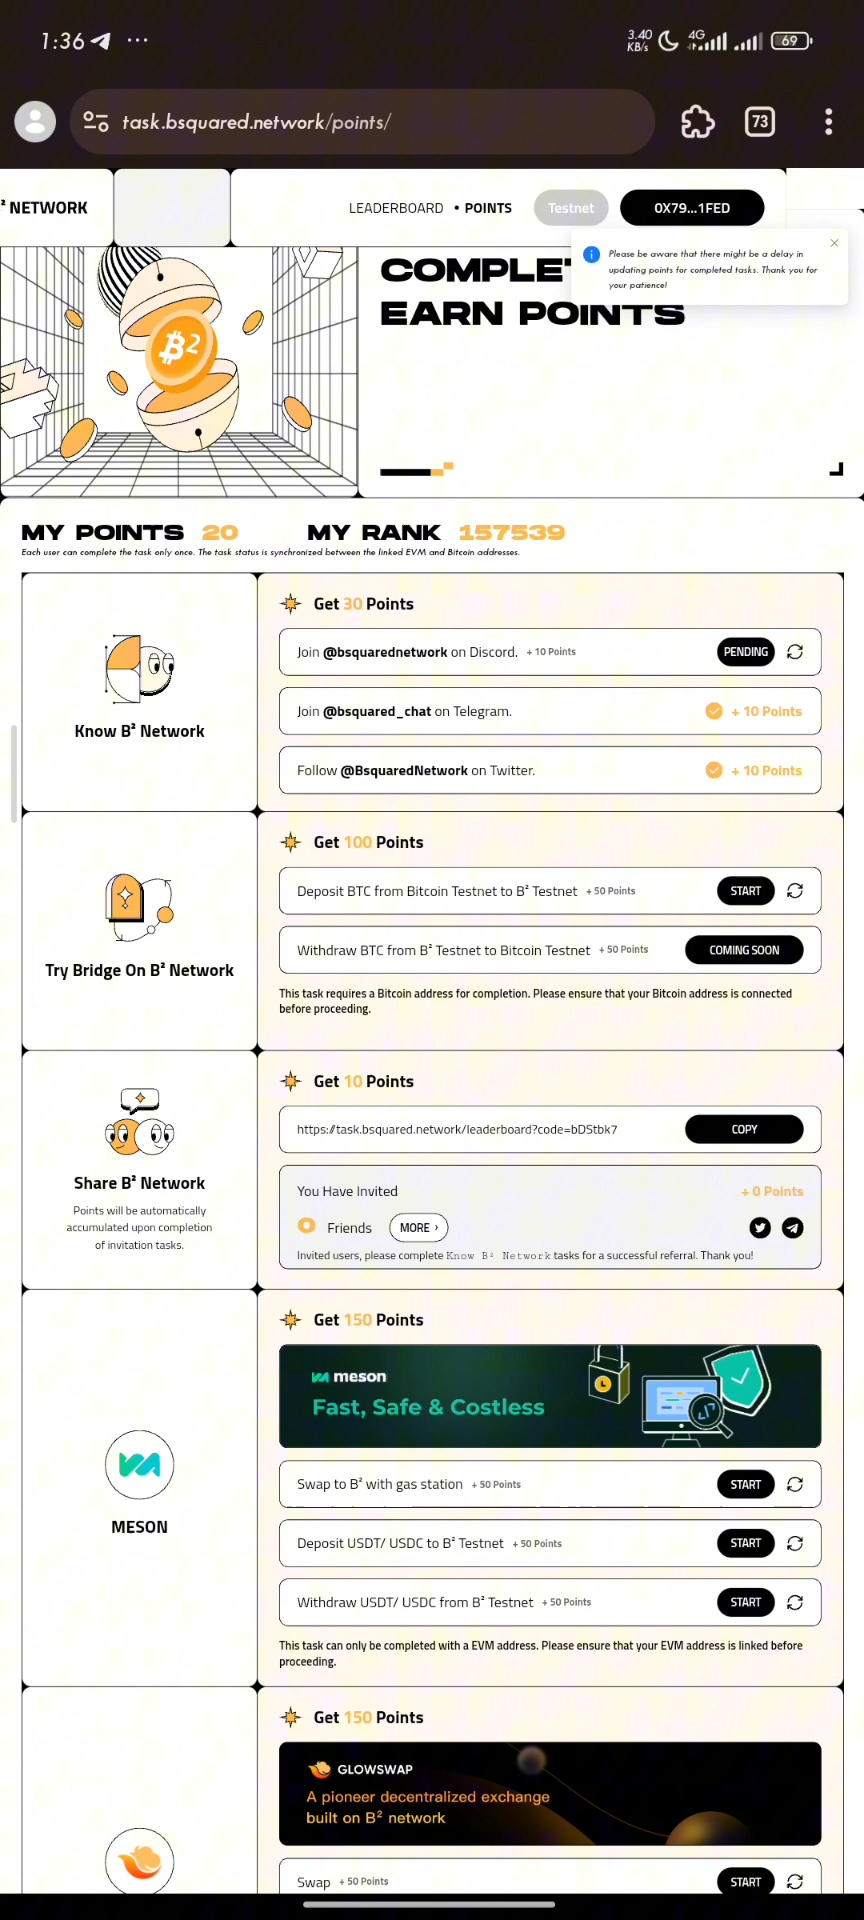 1:36 ...
3.40 KB/s 4G 69
task.bsquared.network/points/
73
² NETWORK
LEADERBOARD • POINTS Testnet 0X79...1FED
Please be aware that there might be a delay in
updating points for completed tasks. Thank you for
your patience!
EARN POINTS
₿2
MY POINTS 20 MY RANK 157539
Each user can complete the task only once. The task status is synchronized between the linked EVM and Bitcoin addresses.
Know B² Network
Get 30 Points
Join @bsquarednetwork on Discord. + 10 Points PENDING
Join @bsquared_chat on Telegram. + 10 Points
Follow @BsquaredNetwork on Twitter. + 10 Points
Try Bridge On B² Network
Get 100 Points
Deposit BTC from Bitcoin Testnet to B² Testnet + 50 Points START
Withdraw BTC from B² Testnet to Bitcoin Testnet + 50 Points COMING SOON
This task requires a Bitcoin address for completion. Please ensure that your Bitcoin address is connected
before proceeding.
Share B² Network
Points will be automatically
accumulated upon completion
of invitation tasks.
Get 10 Points
https://task.bsquared.network/leaderboard?code=bDStbk7 COPY
You Have Invited + 0 Points
0 Friends MORE ›
Invited users, please complete Know B² Network tasks for a successful referral. Thank you!
MESON
Get 150 Points
meson
Fast, Safe & Costless
Swap to B² with gas station + 50 Points START
Deposit USDT/ USDC to B² Testnet + 50 Points START
Withdraw USDT/ USDC from B² Testnet + 50 Points START
This task can only be completed with a EVM address. Please ensure that your EVM address is linked before
proceeding.
Get 150 Points
GLOWSWAP
A pioneer decentralized exchange
built on B² network
Swap + 50 Points START